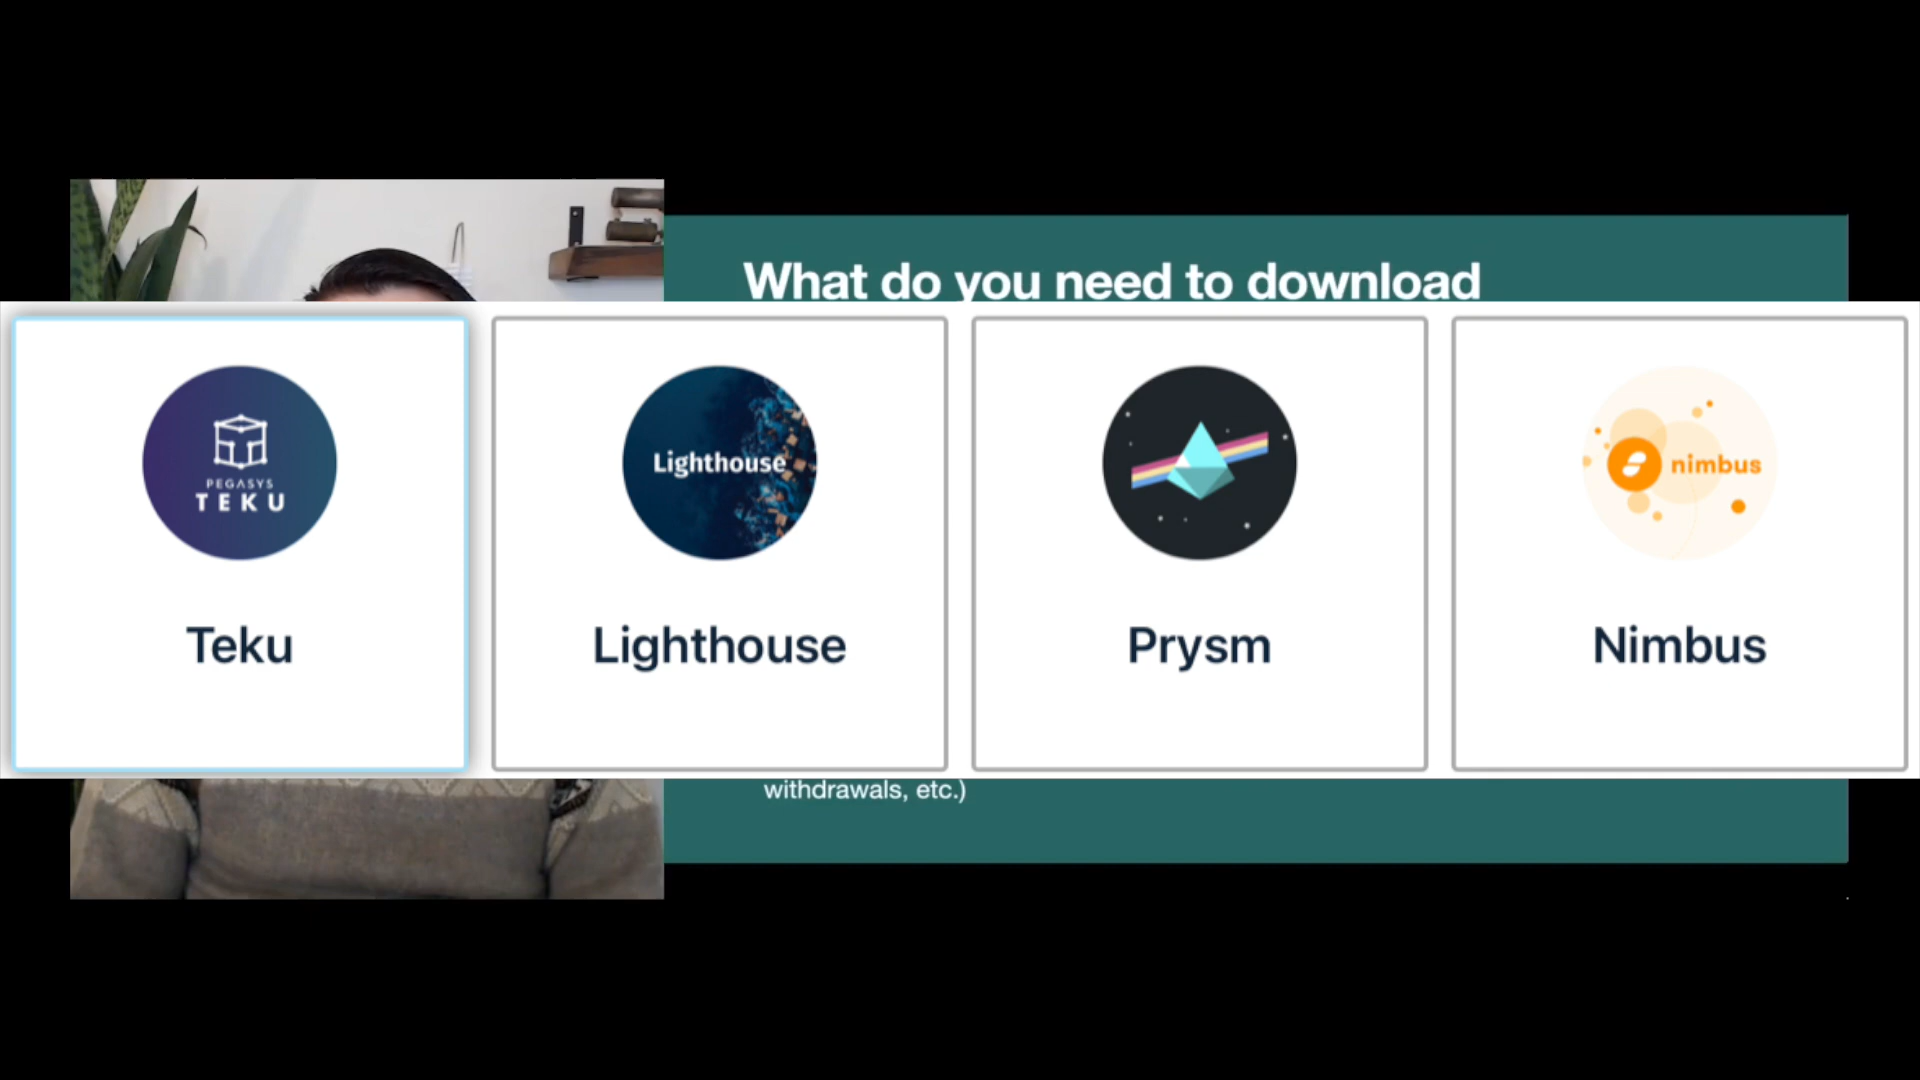 What do you need to download
PEGASYS
TEKU
Lighthouse
nimbus
Teku
Lighthouse
Prysm
Nimbus
withdrawals, etc.)